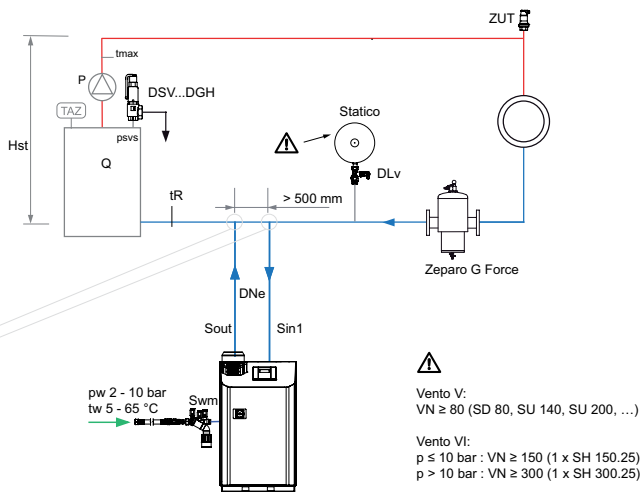 ZUT
tmax
P
DSV...DGH
TAZ
Statico
psvs
Hst
Q
DLv
tR
> 500 mm
Zeparo G Force
DNe
Sout
Sin1
pw 2 - 10 bar
tw 5 - 65 °C
Swm
Vento V:
VN ≥ 80 (SD 80, SU 140, SU 200, …)
Vento VI:
p ≤ 10 bar : VN ≥ 150 (1 x SH 150.25)
p > 10 bar : VN ≥ 300 (1 x SH 300.25)